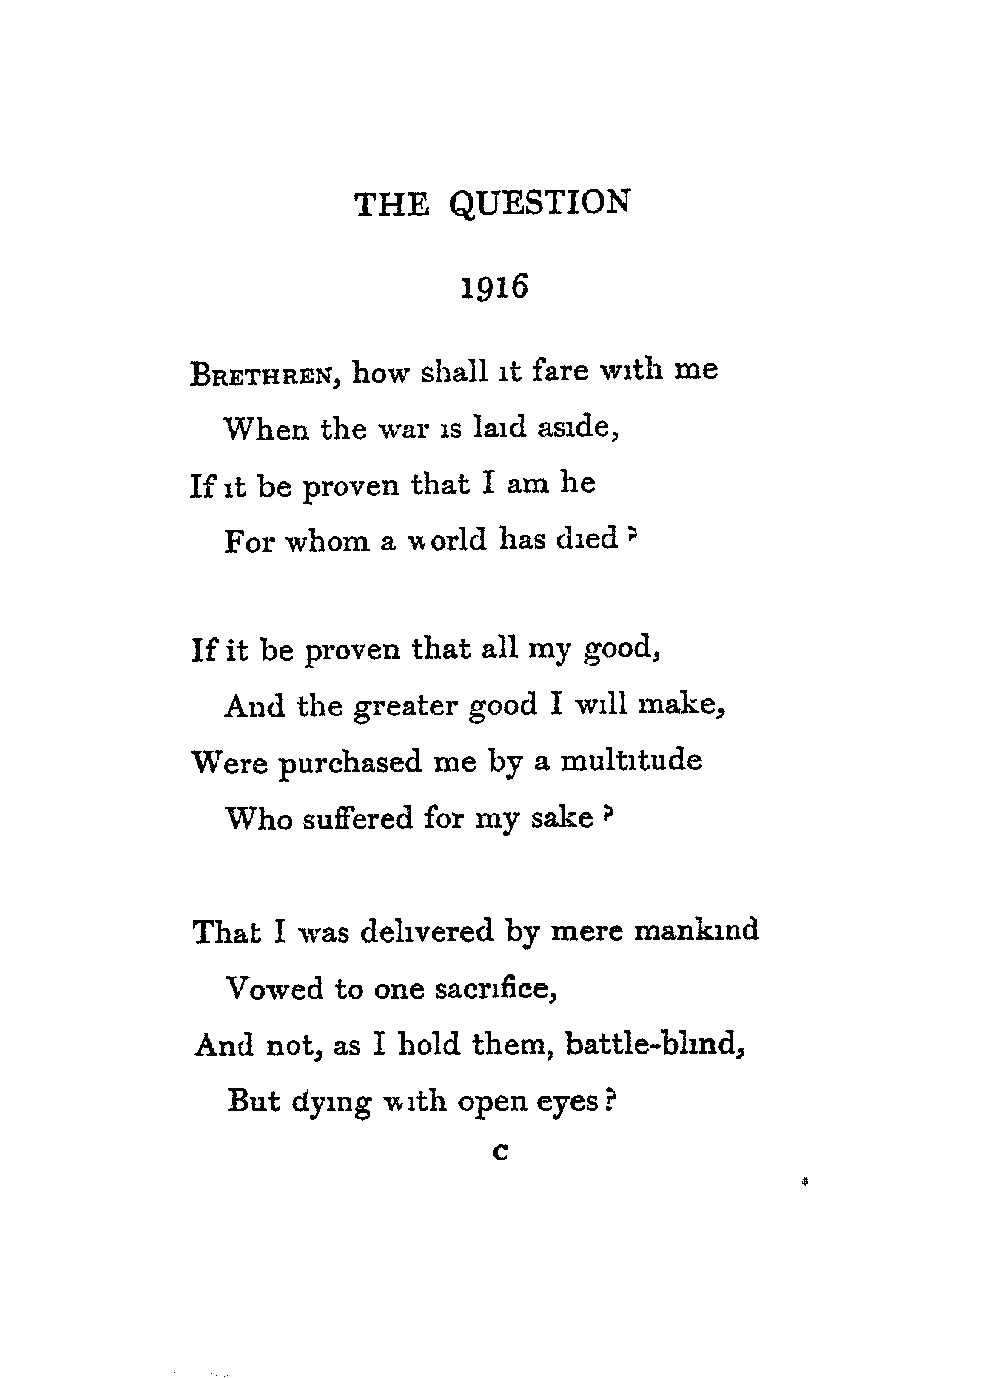 THE QUESTION
1916
BRETHREN, how shall it fare with me
When the war is laid aside,
If it be proven that I am he
For whom a world has died?
If it be proven that all my good,
And the greater good I will make,
Were purchased me by a multitude
Who suffered for my sake?
That I was delivered by mere mankind
Vowed to one sacrifice,
And not, as I hold them, battle-blind,
But dying with open eyes?
C